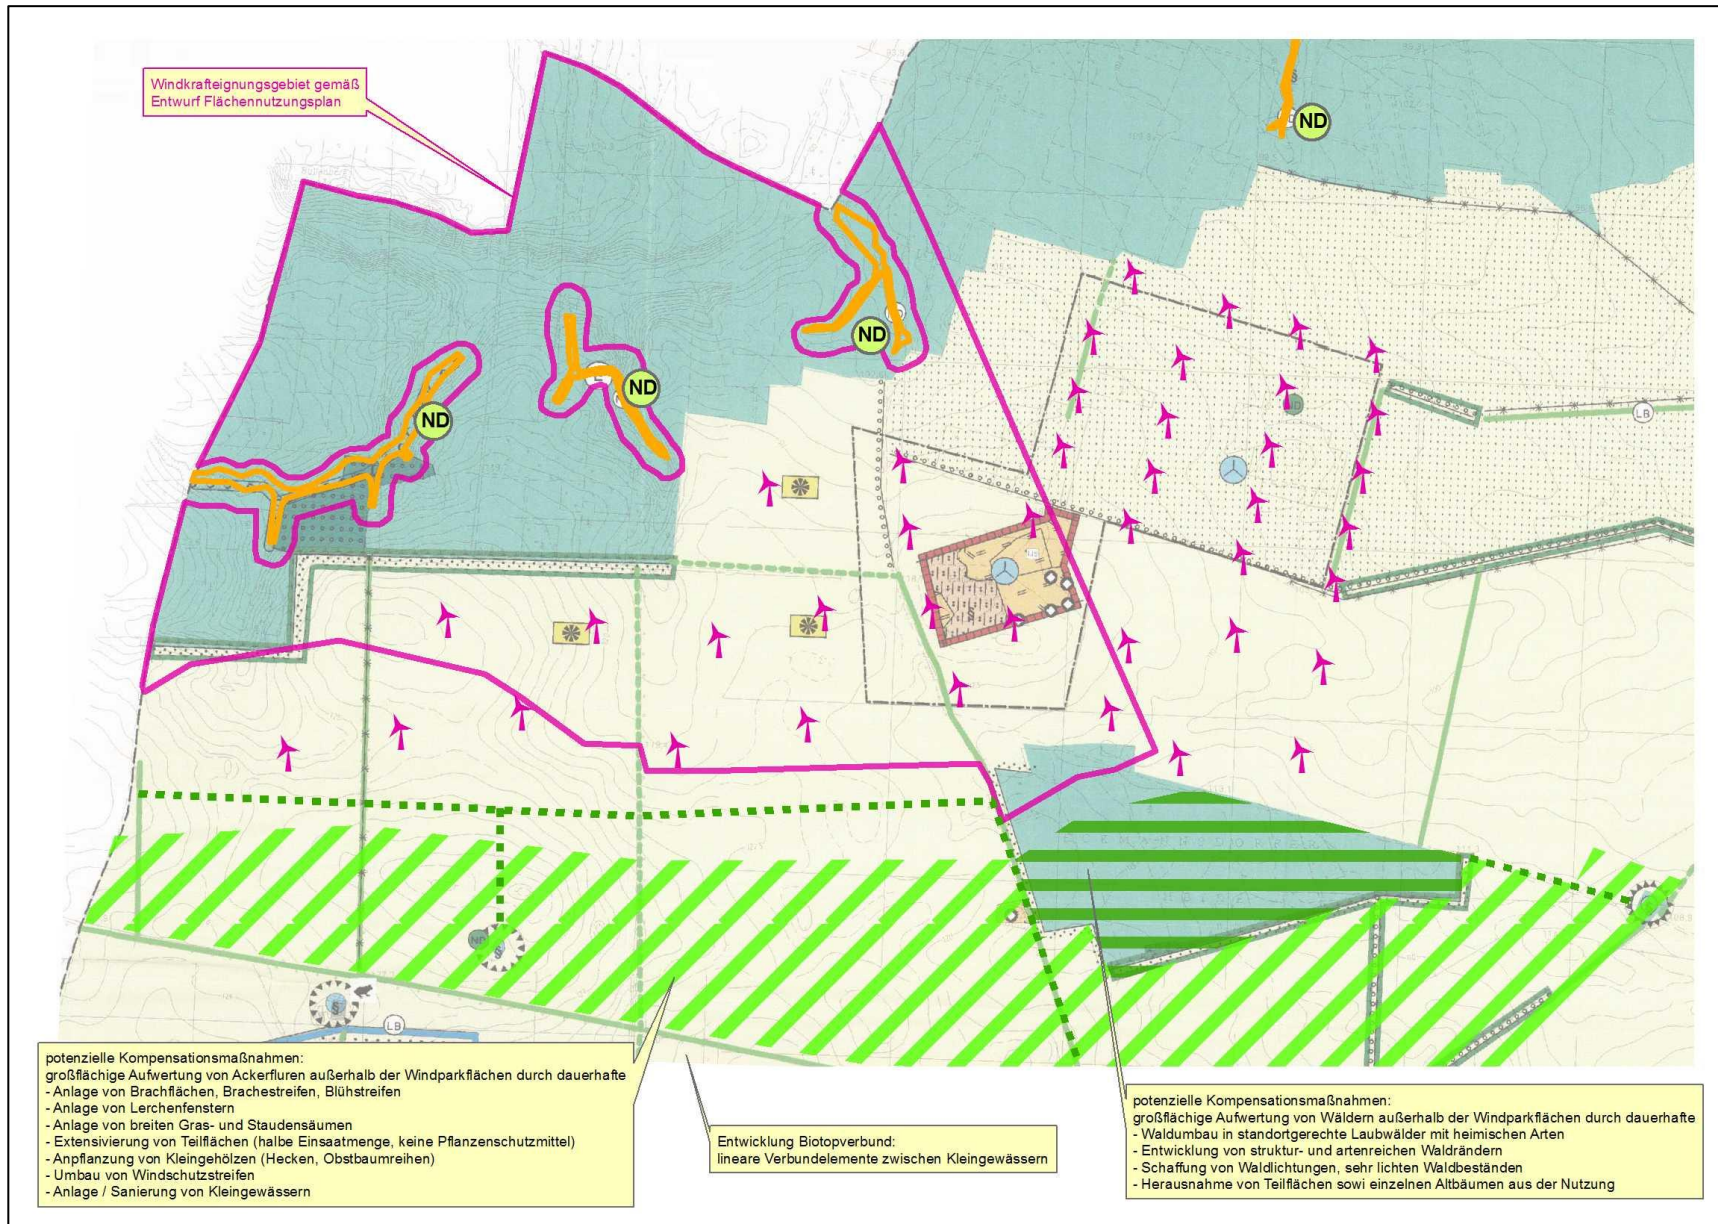 Windkrafteignungsgebiet gemäß
Entwurf Flächennutzungsplan
ND
ND
ND
ND
ND
LB
ND
LB
potenzielle Kompensationsmaßnahmen:
großflächige Aufwertung von Ackerfluren außerhalb der Windparkflächen durch dauerhafte
- Anlage von Brachflächen, Brachestreifen, Blühstreifen
- Anlage von Lerchenfenstern
- Anlage von breiten Gras- und Staudensäumen
- Extensivierung von Teilflächen (halbe Einsaatmenge, keine Pflanzenschutzmittel)
- Anpflanzung von Kleingehölzen (Hecken, Obstbaumreihen)
- Umbau von Windschutzstreifen
- Anlage / Sanierung von Kleingewässern
Entwicklung Biotopverbund:
lineare Verbundelemente zwischen Kleingewässern
potenzielle Kompensationsmaßnahmen:
großflächige Aufwertung von Wäldern außerhalb der Windparkflächen durch dauerhafte
- Waldumbau in standortgerechte Laubwälder mit heimischen Arten
- Entwicklung von struktur- und artenreichen Waldrändern
- Schaffung von Waldlichtungen, sehr lichten Waldbeständen
- Herausnahme von Teilflächen sowi einzelnen Altbäumen aus der Nutzung